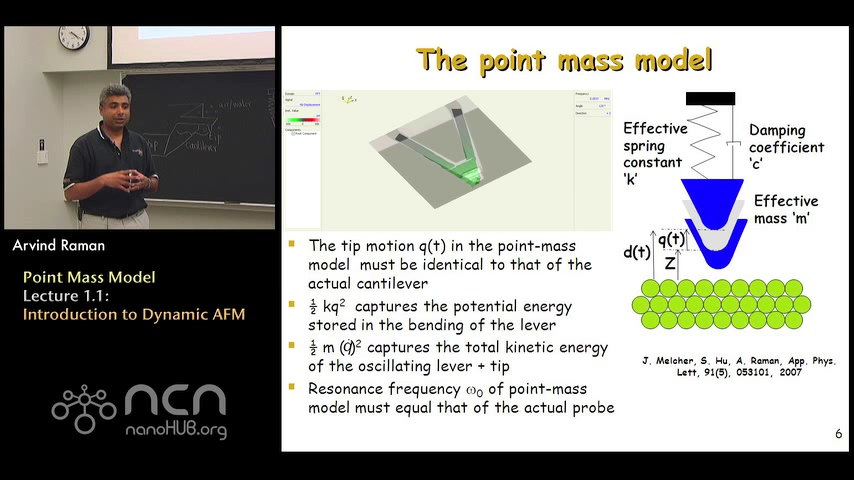 The point mass model
cantilever
tip
Effective
spring
constant
'k'
Damping
coefficient
'c'
Effective
mass 'm'
q(t)
d(t)
Z
Arvind Raman
Point Mass Model
Lecture 1.1:
Introduction to Dynamic AFM
ncn
nanoHUB.org
The tip motion q(t) in the point-mass
model must be identical to that of the
actual cantilever
½ kq² captures the potential energy
stored in the bending of the lever
½ m (q̇)² captures the total kinetic energy
of the oscillating lever + tip
Resonance frequency ω₀ of point-mass
model must equal that of the actual probe
J. Melcher, S. Hu, A. Raman, App. Phys.
Lett, 91(5), 053101, 2007
6